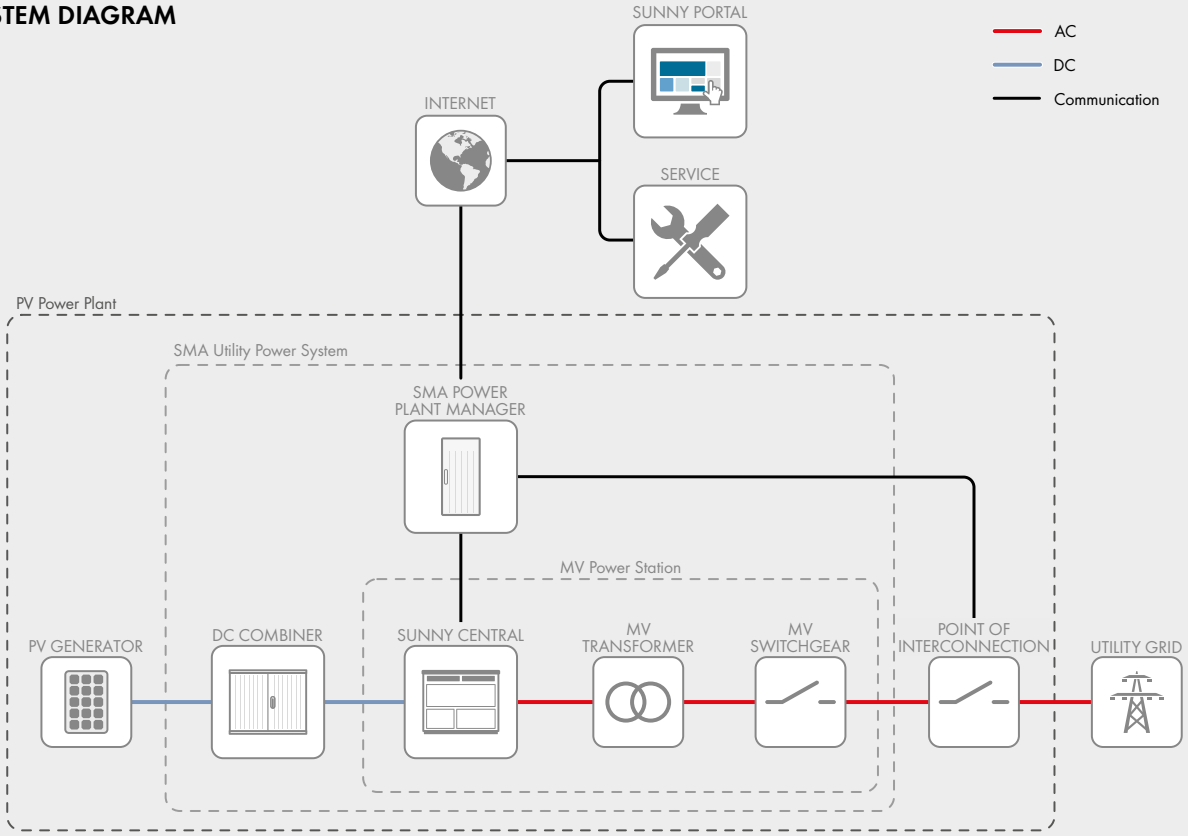 STEM DIAGRAM
SUNNY PORTAL
AC
DC
Communication
INTERNET
SERVICE
PV Power Plant
SMA Utility Power System
SMA POWER
PLANT MANAGER
MV Power Station
PV GENERATOR
DC COMBINER
SUNNY CENTRAL
MV
TRANSFORMER
MV
SWITCHGEAR
POINT OF
INTERCONNECTION
UTILITY GRID